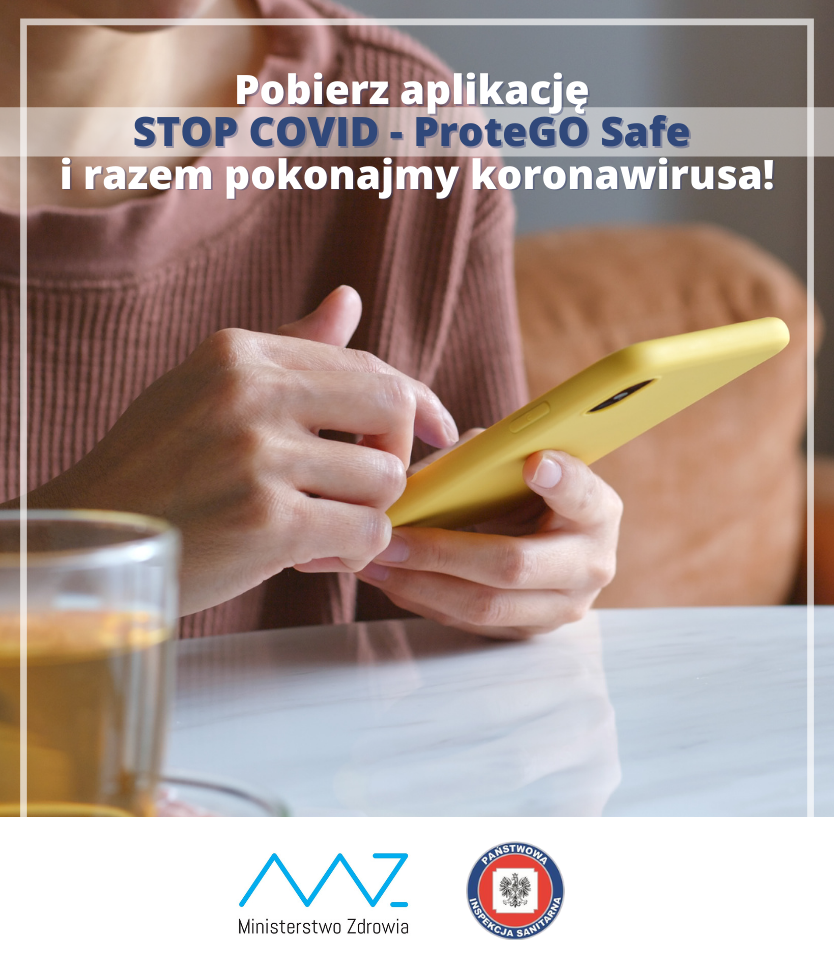 Pobierz aplikację
STOP COVID - ProteGO Safe
i razem pokonajmy koronawirusa!
Ministerstwo Zdrowia
PAŃSTWOWA
INSPEKCJA SANITARNA